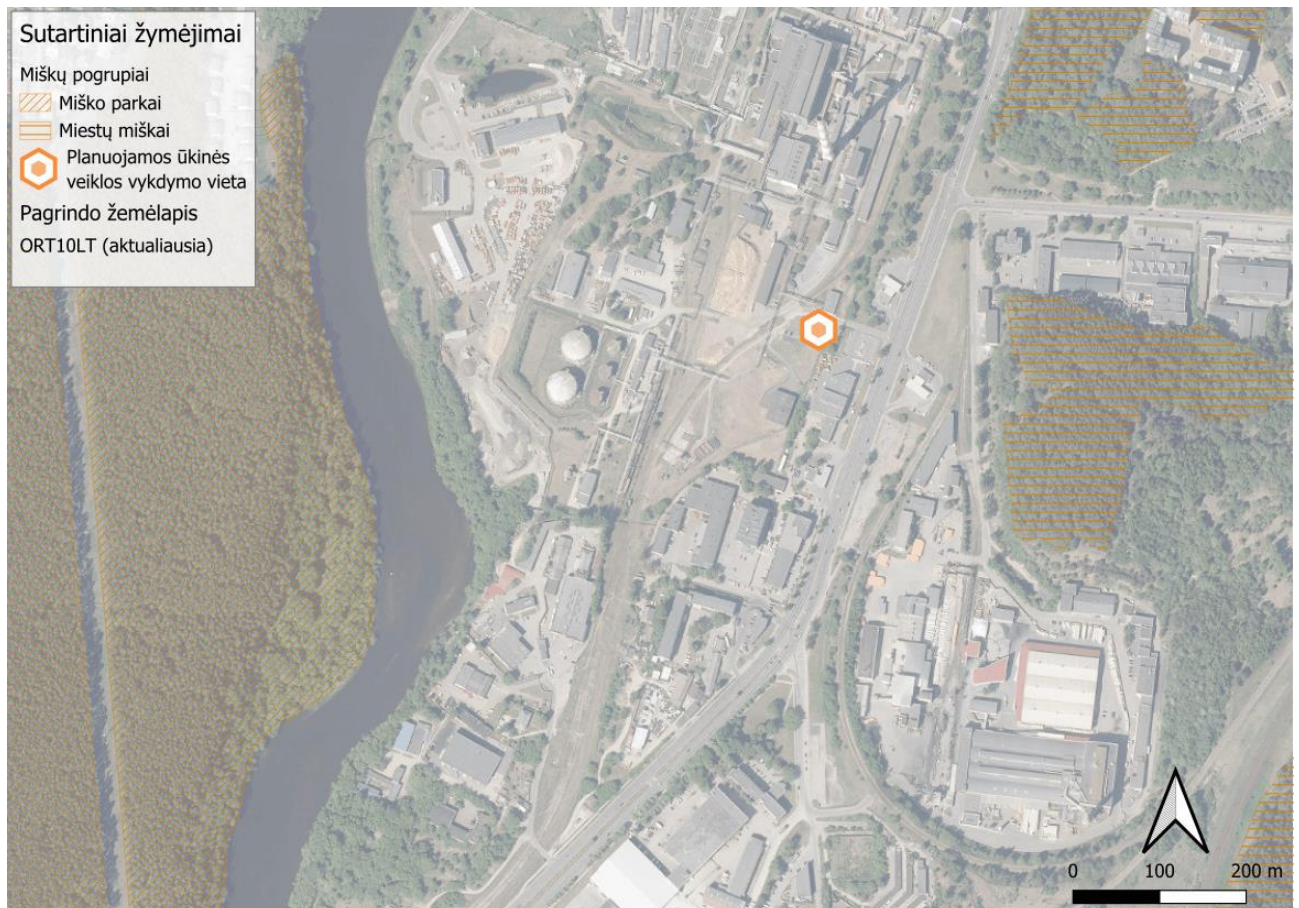 Sutartiniai žymėjimai
Miškų pogrupiai
Miško parkai
Miestų miškai
Planuojamos ūkinės
veiklos vykdymo vieta
Pagrindo žemėlapis
ORT10LT (aktualiausia)
0 100 200 m